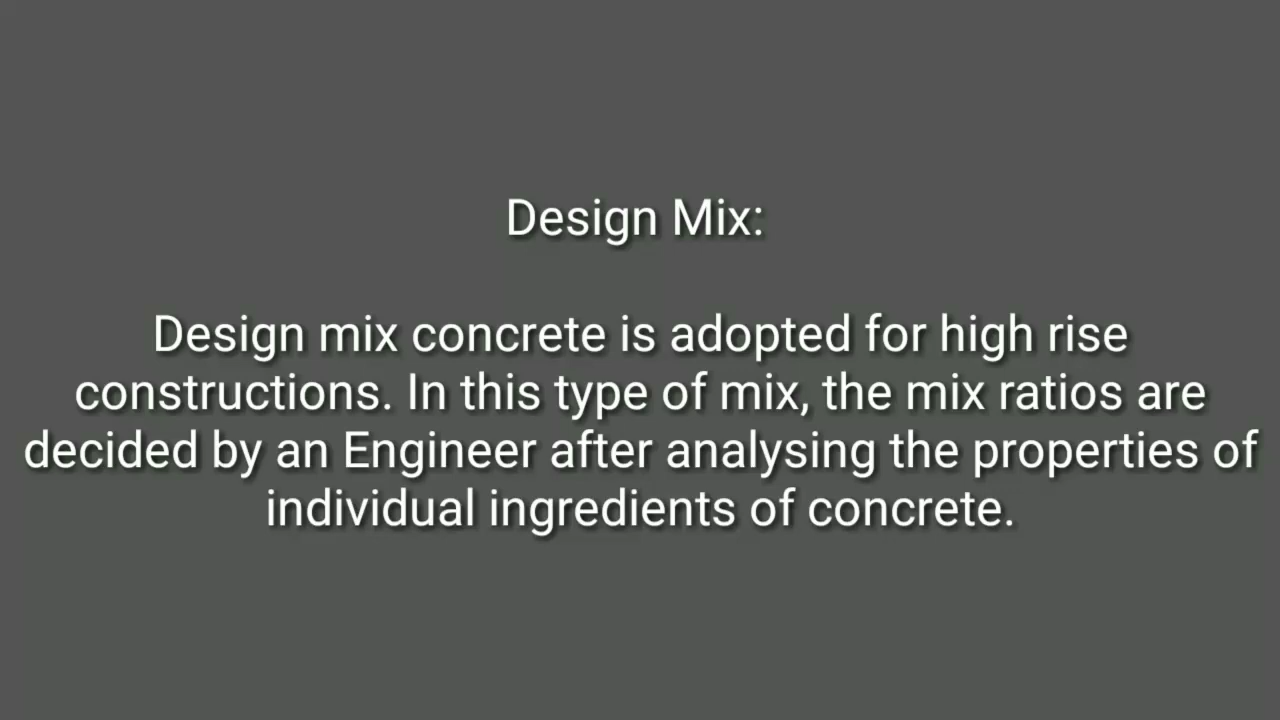 Design Mix:
Design mix concrete is adopted for high rise
constructions. In this type of mix, the mix ratios are
decided by an Engineer after analysing the properties of
individual ingredients of concrete.